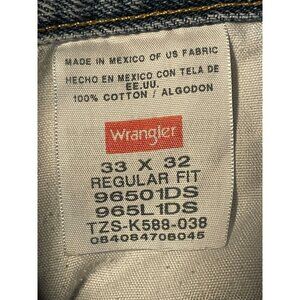 MADE IN MEXICO OF US FABRIC
HECHO EN MEXICO CON TELA DE
EE.UU.
100% COTTON / ALGODON
Wrangler
33 X 32
REGULAR FIT
96501DS
965L1DS
TZS-K588-038
084084708045